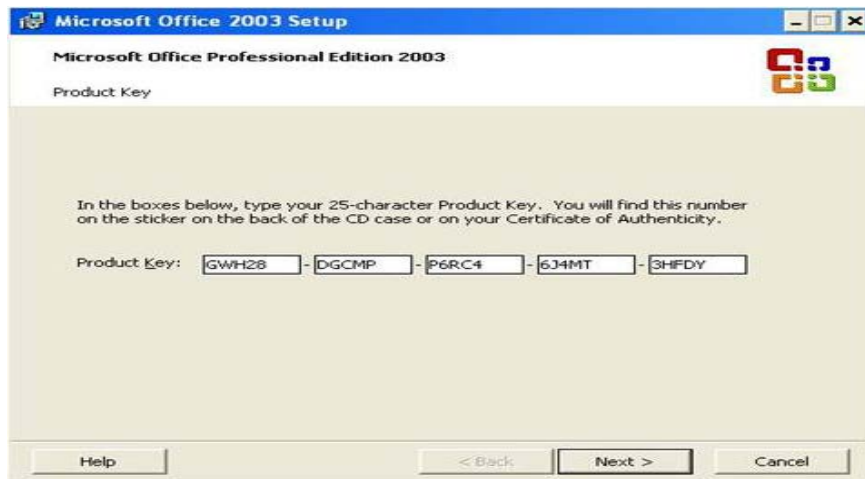 Microsoft Office 2003 Setup
Microsoft Office Professional Edition 2003
Product Key
In the boxes below, type your 25-character Product Key. You will find this number
on the sticker on the back of the CD case or on your Certificate of Authenticity.
Product Key: GWH28 - DGCMP - P6RC4 - 6J4MT - 3HFDY
Help < Back Next > Cancel